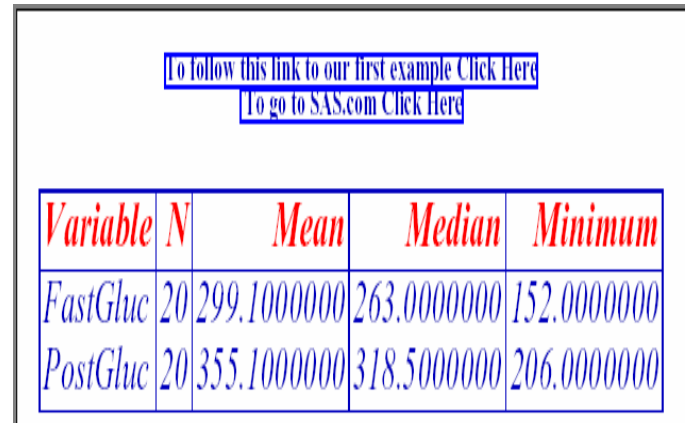 To follow this link to our first example Click Here
To go to SAS.com Click Here
Variable N Mean Median Minimum
FastGluc 20 299.1000000 263.0000000 152.0000000
PostGluc 20 355.1000000 318.5000000 206.0000000